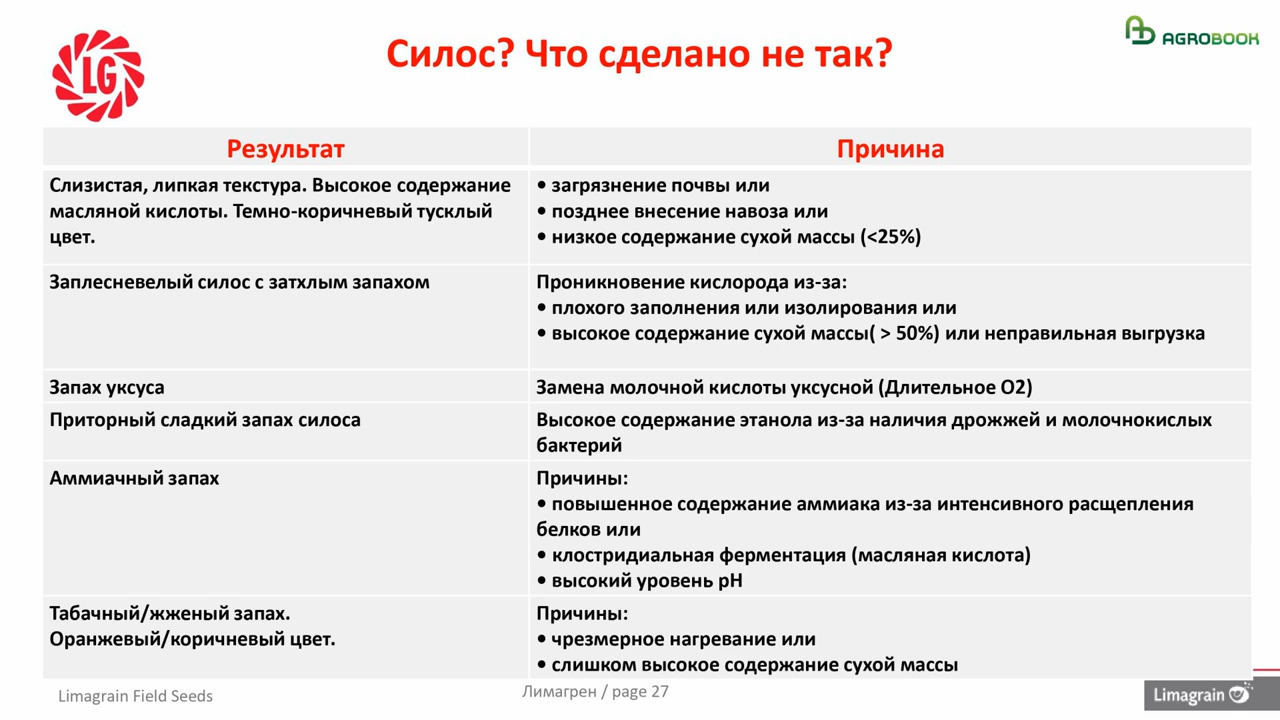 LG
Силос? Что сделано не так?
AGROBOOK
Результат
Причина
Слизистая, липкая текстура. Высокое содержание
масляной кислоты. Темно-коричневый тусклый
цвет.
• загрязнение почвы или
• позднее внесение навоза или
• низкое содержание сухой массы (<25%)
Заплесневелый силос с затхлым запахом
Проникновение кислорода из-за:
• плохого заполнения или изолирования или
• высокое содержание сухой массы( > 50%) или неправильная выгрузка
Запах уксуса
Замена молочной кислоты уксусной (Длительное О2)
Приторный сладкий запах силоса
Высокое содержание этанола из-за наличия дрожжей и молочнокислых
бактерий
Аммиачный запах
Причины:
• повышенное содержание аммиака из-за интенсивного расщепления
белков или
• клостридиальная ферментация (масляная кислота)
• высокий уровень pH
Табачный/жженый запах.
Оранжевый/коричневый цвет.
Причины:
• чрезмерное нагревание или
• слишком высокое содержание сухой массы
Limagrain Field Seeds
Лимагрен / page 27
Limagrain